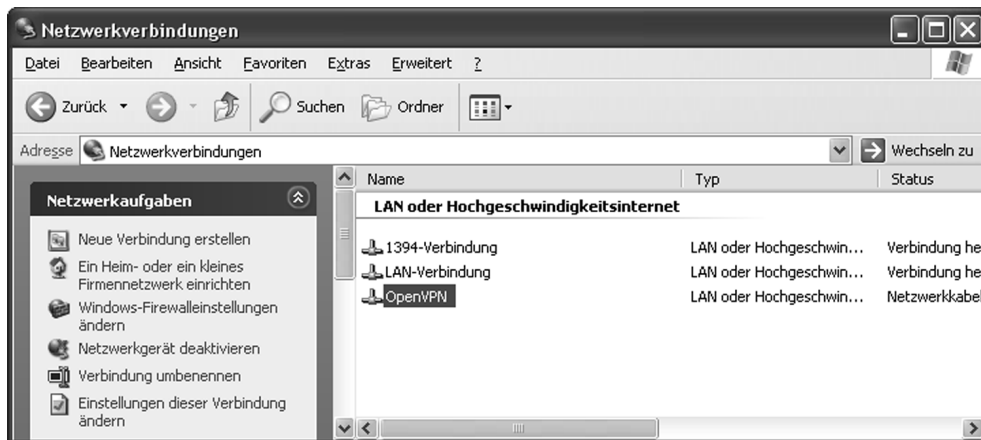 Netzwerkverbindungen
Datei Bearbeiten Ansicht Favoriten Extras Erweitert ?
Zurück Suchen Ordner
Adresse Netzwerkverbindungen Wechseln zu
Netzwerkaufgaben
Neue Verbindung erstellen
Ein Heim- oder ein kleines
Firmennetzwerk einrichten
Windows-Firewalleinstellungen
ändern
Netzwerkgerät deaktivieren
Verbindung umbenennen
Einstellungen dieser Verbindung
ändern
Name Typ Status
LAN oder Hochgeschwindigkeitsinternet
1394-Verbindung LAN oder Hochgeschwin... Verbindung he
LAN-Verbindung LAN oder Hochgeschwin... Verbindung he
OpenVPN LAN oder Hochgeschwin... Netzwerkkabel